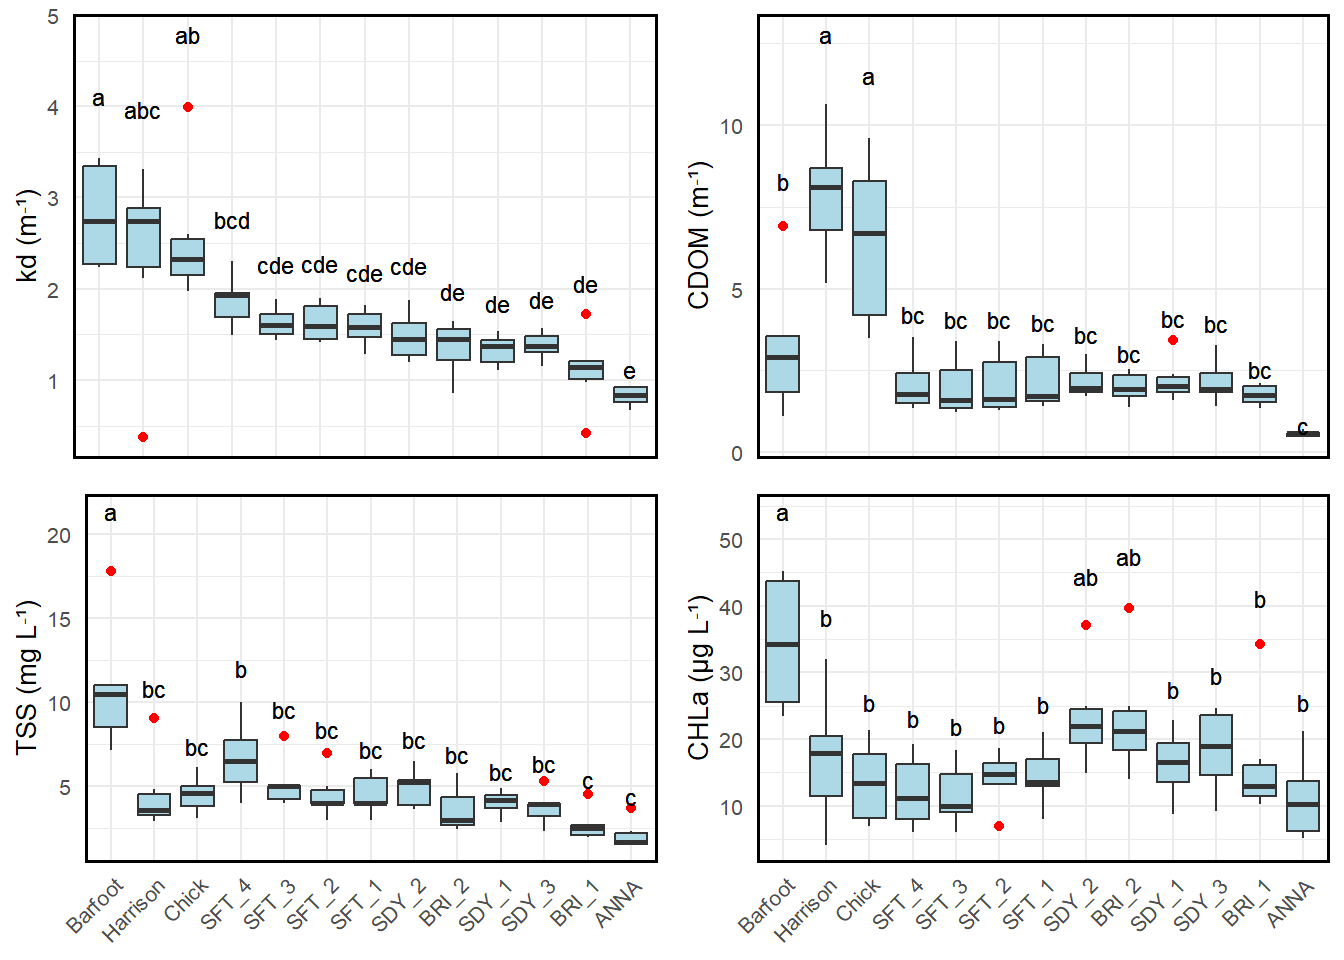 kd (m⁻¹)
5
4
3
2
1
a
abc
ab
bcd
cde
cde
cde
cde
de
de
de
de
e
CDOM (m⁻¹)
10
5
0
b
a
a
bc
bc
bc
bc
bc
bc
bc
bc
bc
c
TSS (mg L⁻¹)
20
15
10
5
a
bc
bc
b
bc
bc
bc
bc
bc
bc
bc
c
c
Barfoot
Harrison
Chick
SFT_4
SFT_3
SFT_2
SFT_1
SDY_2
BRI_2
SDY_1
SDY_3
BRI_1
ANNA
CHLa (µg L⁻¹)
50
40
30
20
10
a
b
b
b
b
b
b
ab
ab
b
b
b
b
Barfoot
Harrison
Chick
SFT_4
SFT_3
SFT_2
SFT_1
SDY_2
BRI_2
SDY_1
SDY_3
BRI_1
ANNA